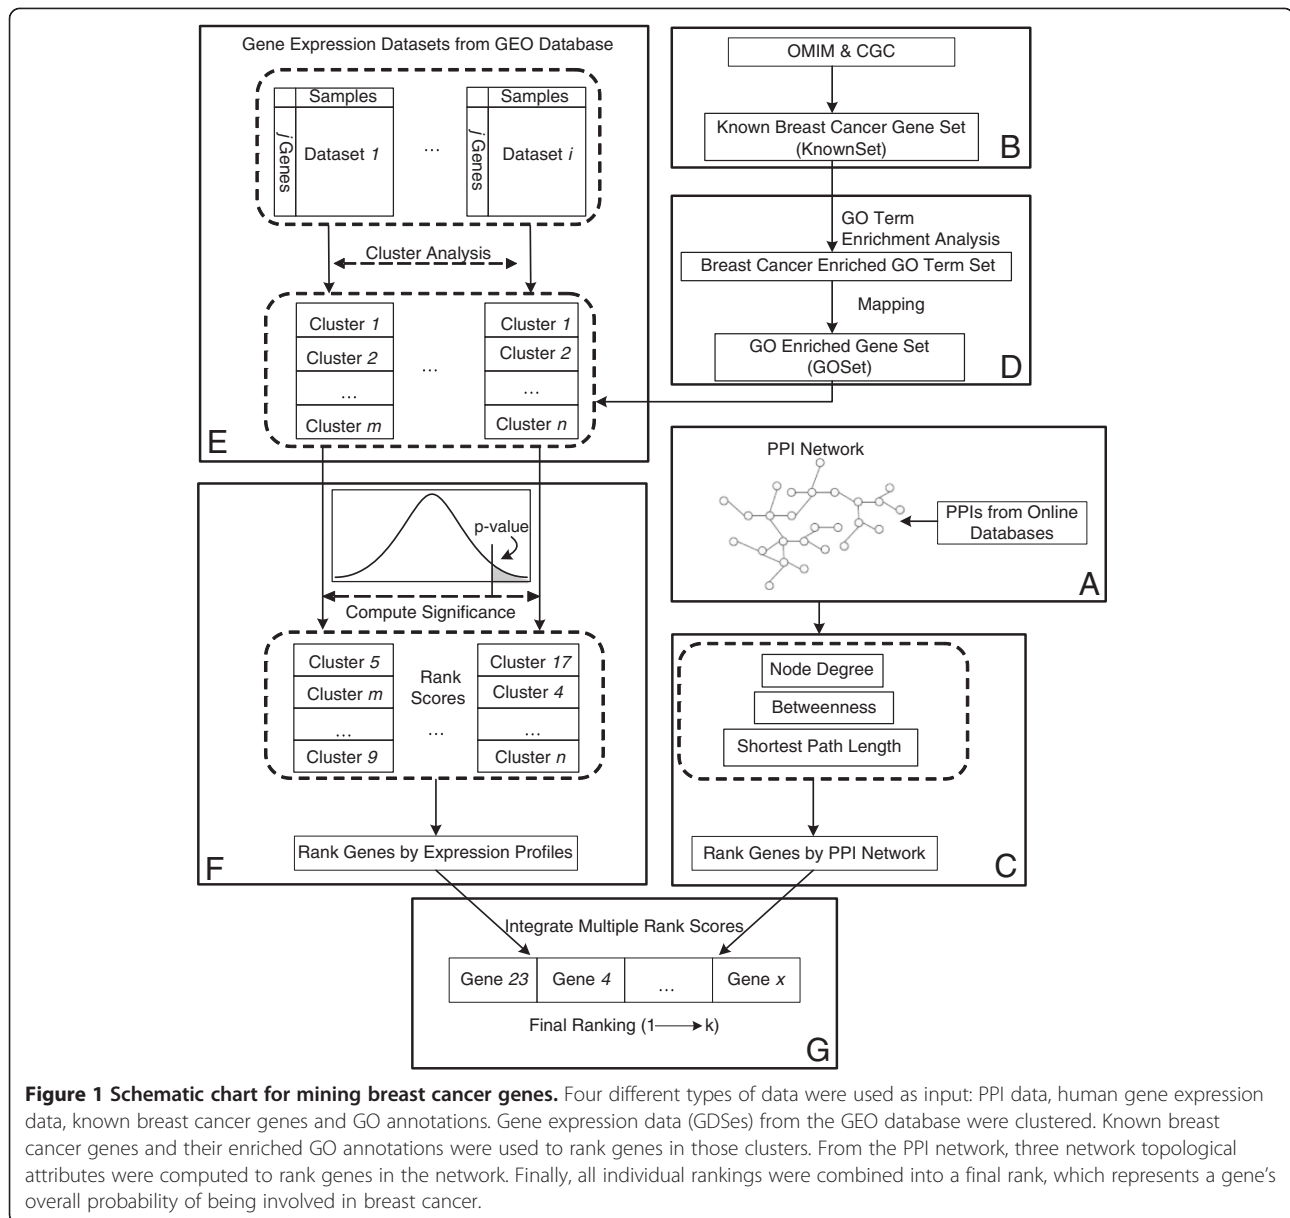 Gene Expression Datasets from GEO Database
Samples
j Genes
Dataset 1
...
Samples
j Genes
Dataset i
Cluster Analysis
Cluster 1
Cluster 2
...
Cluster m
...
Cluster 1
Cluster 2
...
Cluster n
E
OMIM & CGC
Known Breast Cancer Gene Set
(KnownSet)
B
GO Term
Enrichment Analysis
Breast Cancer Enriched GO Term Set
Mapping
GO Enriched Gene Set
(GOSet)
D
PPI Network
PPIs from Online
Databases
A
p-value
Compute Significance
Cluster 5
Cluster m
...
Cluster 9
Rank
Scores
...
Cluster 17
Cluster 4
...
Cluster n
Rank Genes by Expression Profiles
F
Node Degree
Betweenness
Shortest Path Length
Rank Genes by PPI Network
C
Integrate Multiple Rank Scores
Gene 23
Gene 4
...
Gene x
Final Ranking (1 → k)
G
Figure 1 Schematic chart for mining breast cancer genes. Four different types of data were used as input: PPI data, human gene expression
data, known breast cancer genes and GO annotations. Gene expression data (GDSes) from the GEO database were clustered. Known breast
cancer genes and their enriched GO annotations were used to rank genes in those clusters. From the PPI network, three network topological
attributes were computed to rank genes in the network. Finally, all individual rankings were combined into a final rank, which represents a gene's
overall probability of being involved in breast cancer.